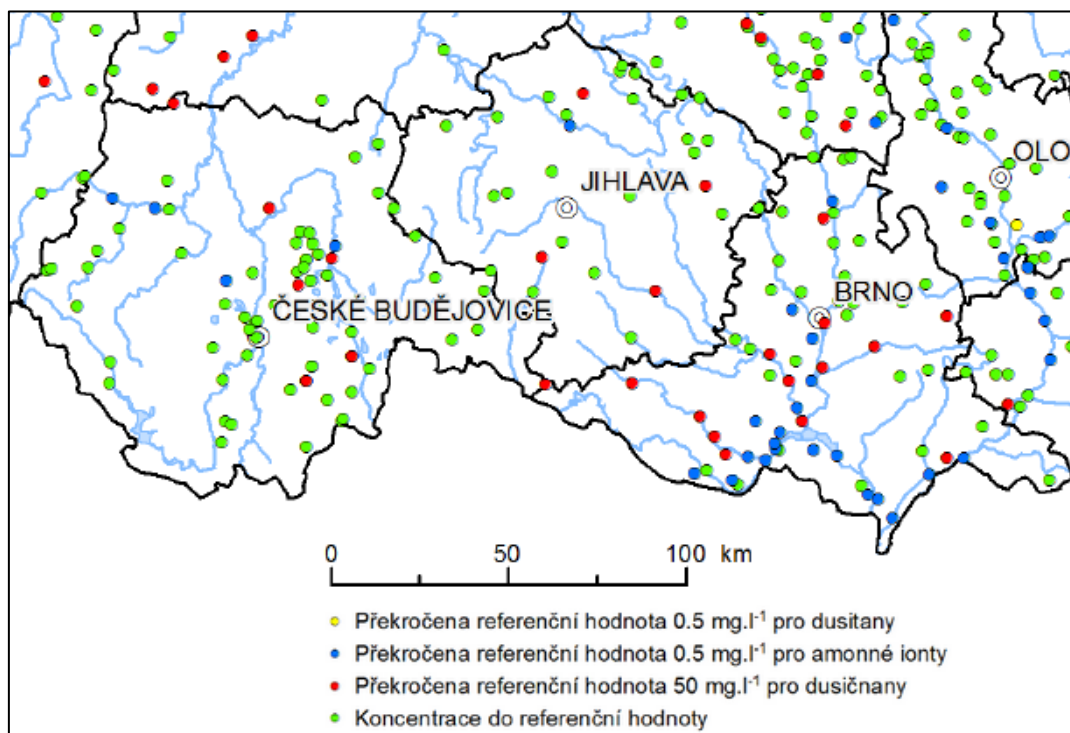 OLO
JIHLAVA
BRNO
ČESKÉ BUDĚJOVICE
0 50 100 km
Překročena referenční hodnota 0.5 mg.l⁻¹ pro dusitany
Překročena referenční hodnota 0.5 mg.l⁻¹ pro amonné ionty
Překročena referenční hodnota 50 mg.l⁻¹ pro dusičnany
Koncentrace do referenční hodnoty